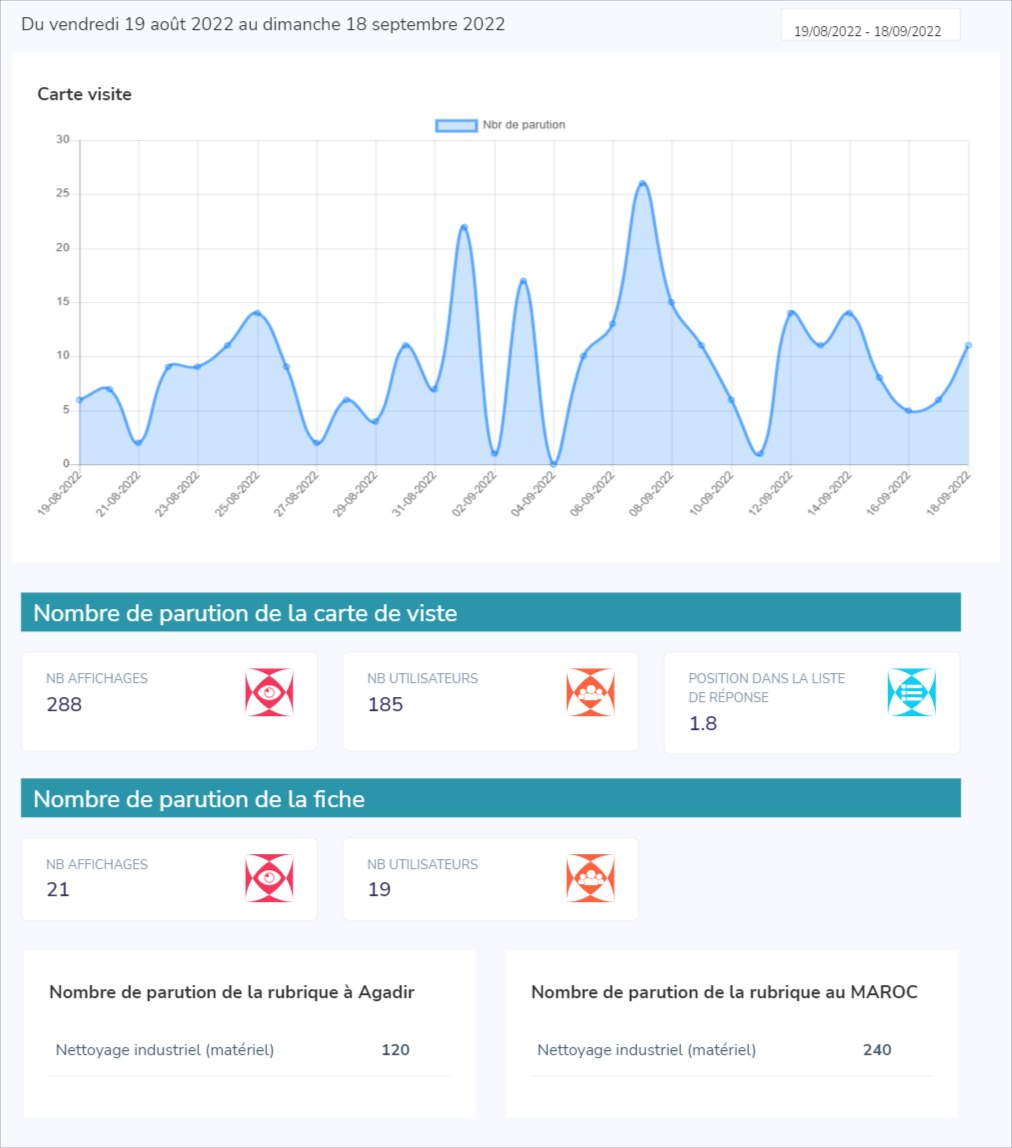 Du vendredi 19 août 2022 au dimanche 18 septembre 2022
19/08/2022 - 18/09/2022
Carte visite
Nbr de parution
30
25
20
15
10
5
0
19-08-2022
21-08-2022
23-08-2022
25-08-2022
27-08-2022
29-08-2022
31-08-2022
02-09-2022
04-09-2022
06-09-2022
08-09-2022
10-09-2022
12-09-2022
14-09-2022
16-09-2022
18-09-2022
Nombre de parution de la carte de viste
NB AFFICHAGES
288
NB UTILISATEURS
185
POSITION DANS LA LISTE
DE RÉPONSE
1.8
Nombre de parution de la fiche
NB AFFICHAGES
21
NB UTILISATEURS
19
Nombre de parution de la rubrique à Agadir
Nettoyage industriel (matériel) 120
Nombre de parution de la rubrique au MAROC
Nettoyage industriel (matériel) 240